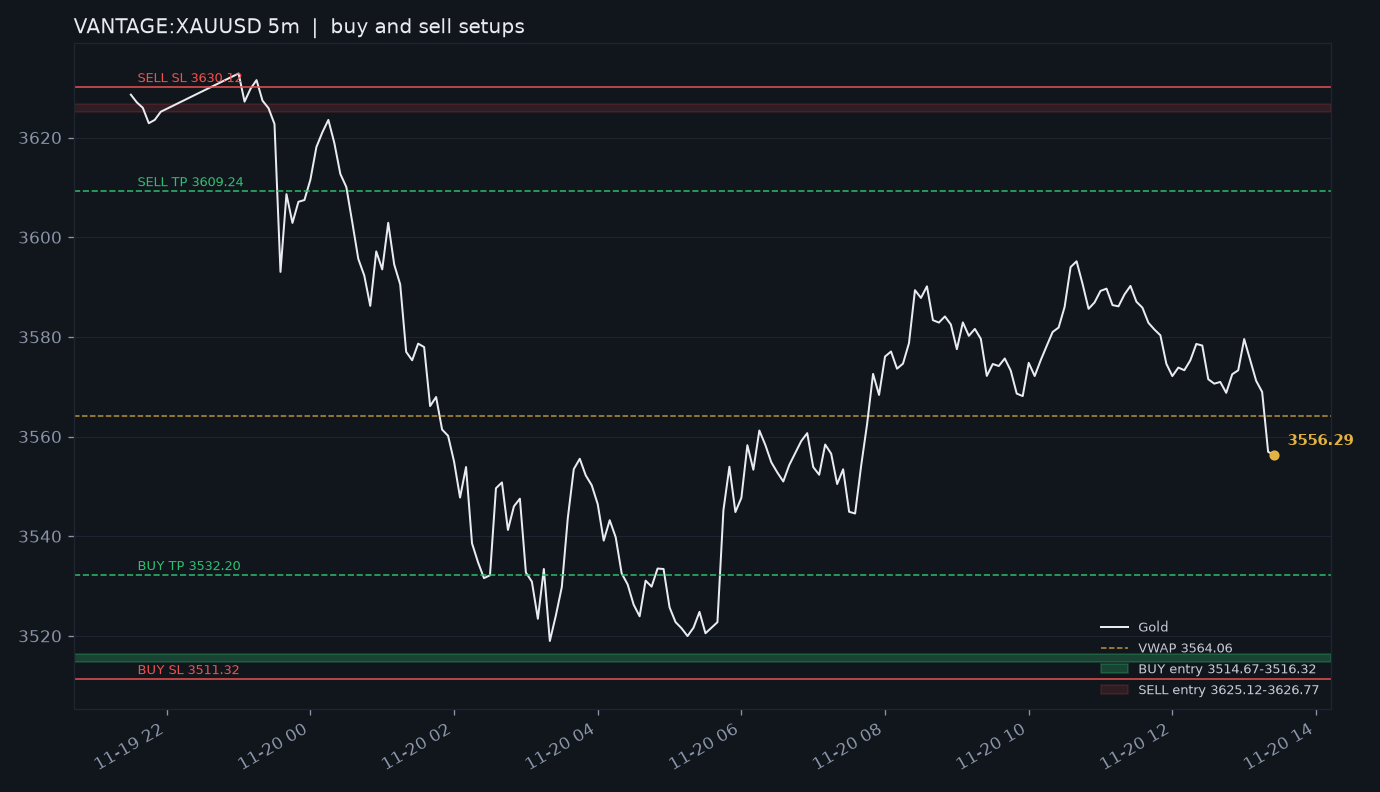 VANTAGE:XAUUSD 5m | buy and sell setups
SELL SL 3630.12
3620
SELL TP 3609.24
3600
3580
3560
3556.29
3540
BUY TP 3532.20
3520
BUY SL 3511.32
Gold
VWAP 3564.06
BUY entry 3514.67-3516.32
SELL entry 3625.12-3626.77
11-19 22
11-20 00
11-20 02
11-20 04
11-20 06
11-20 08
11-20 10
11-20 12
11-20 14